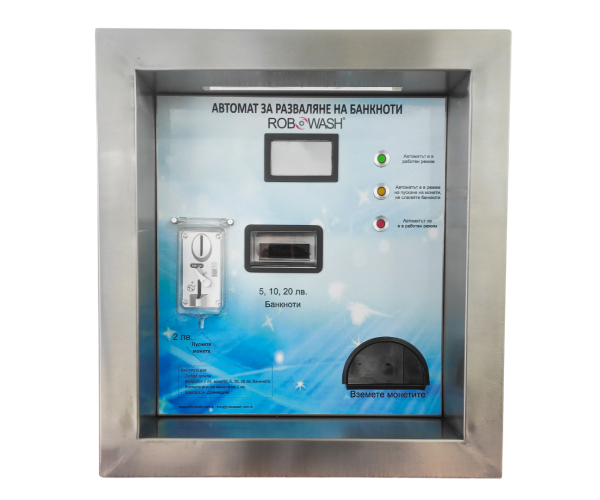 АВТОМАТ ЗА РАЗВАЛЯНЕ НА БАНКНОТИ
ROBOWASH®
Автоматът е в
работен режим
Автоматът е в режим
на пускане на монети,
не слагайте банкноти
Автоматът не
е в работен режим
5, 10, 20 лв.
Банкноти
2 лв.
Пуснете
монета
Вземете монетите